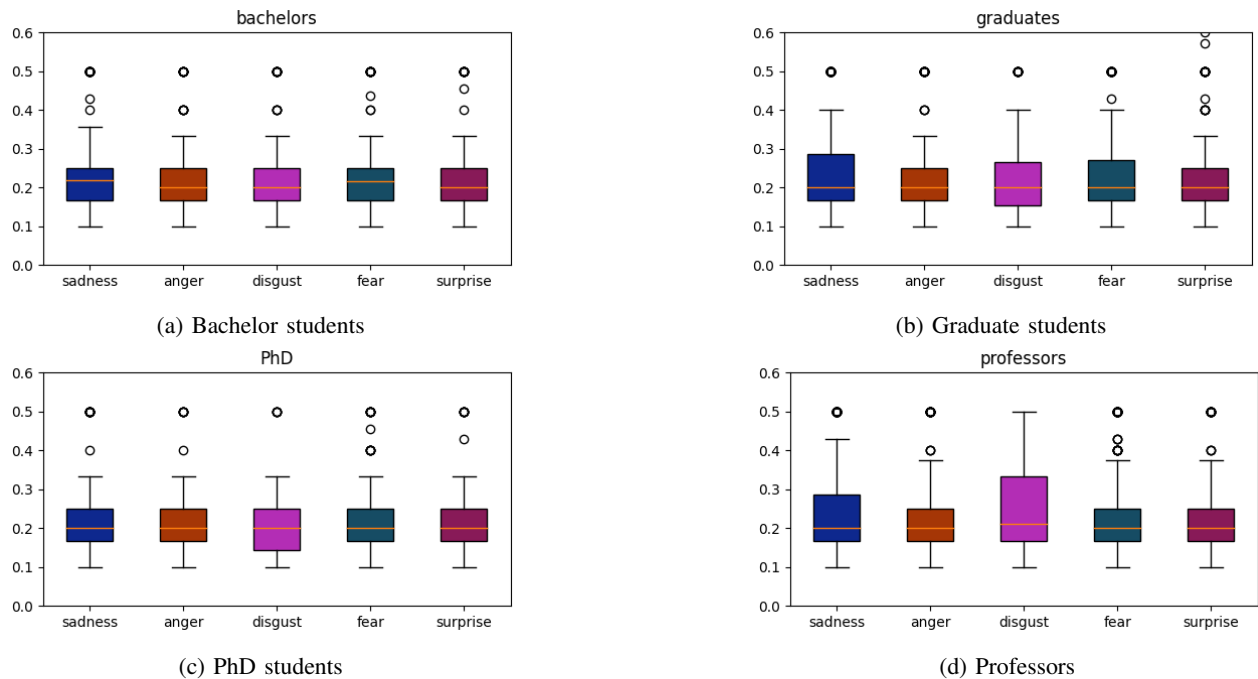 bachelors
0.6
0.5
0.4
0.3
0.2
0.1
0.0
sadness anger disgust fear surprise
(a) Bachelor students
graduates
0.6
0.5
0.4
0.3
0.2
0.1
0.0
sadness anger disgust fear surprise
(b) Graduate students
PhD
0.6
0.5
0.4
0.3
0.2
0.1
0.0
sadness anger disgust fear surprise
(c) PhD students
professors
0.6
0.5
0.4
0.3
0.2
0.1
0.0
sadness anger disgust fear surprise
(d) Professors